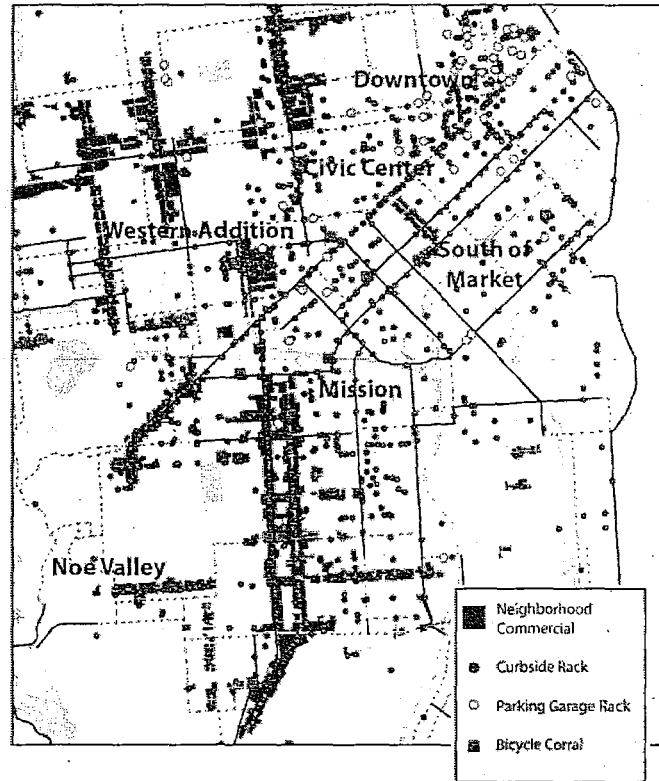 Downtown
Civic Center
Western Addition
South of
Market
Mission
Noe Valley
Neighborhood
Commercial
Curbside Rack
Parking Garage Rack
Bicycle Corral